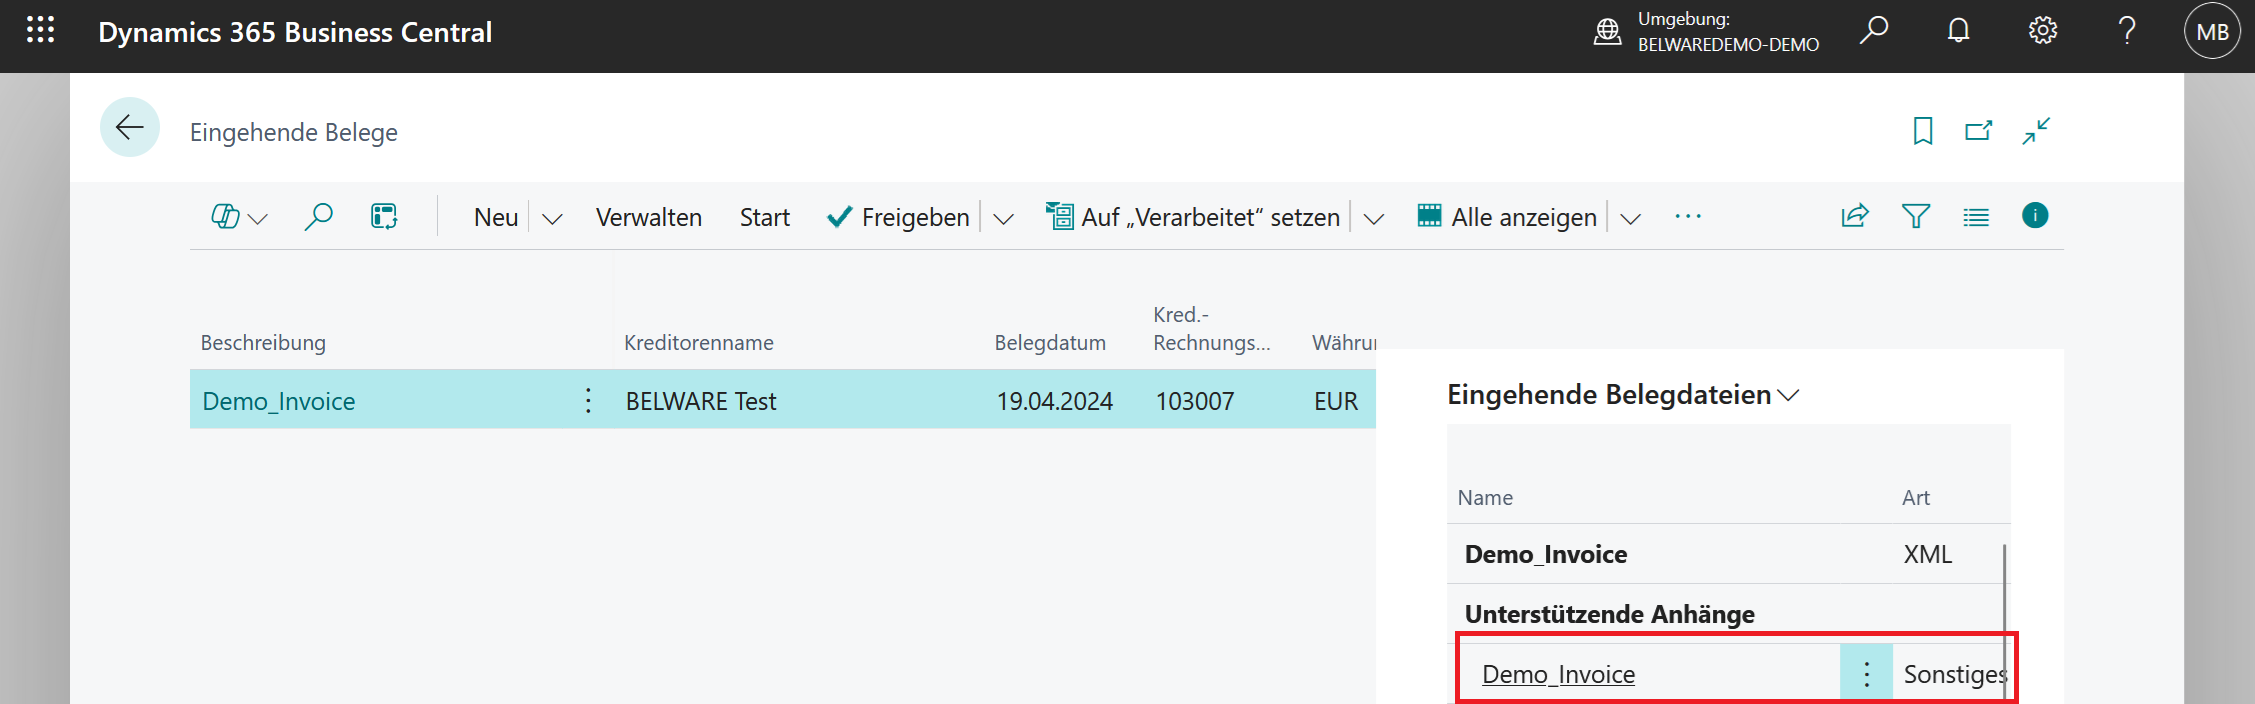 Dynamics 365 Business Central
Umgebung:
BELWAREDEMO-DEMO
MB
Eingehende Belege
Neu
Verwalten
Start
Freigeben
Auf „Verarbeitet“ setzen
Alle anzeigen
Beschreibung
Kreditorenname
Belegdatum
Kred.-
Rechnungs...
Währu
Demo_Invoice
BELWARE Test
19.04.2024
103007
EUR
Eingehende Belegdateien
Name
Art
Demo_Invoice
XML
Unterstützende Anhänge
Demo_Invoice
Sonstiges